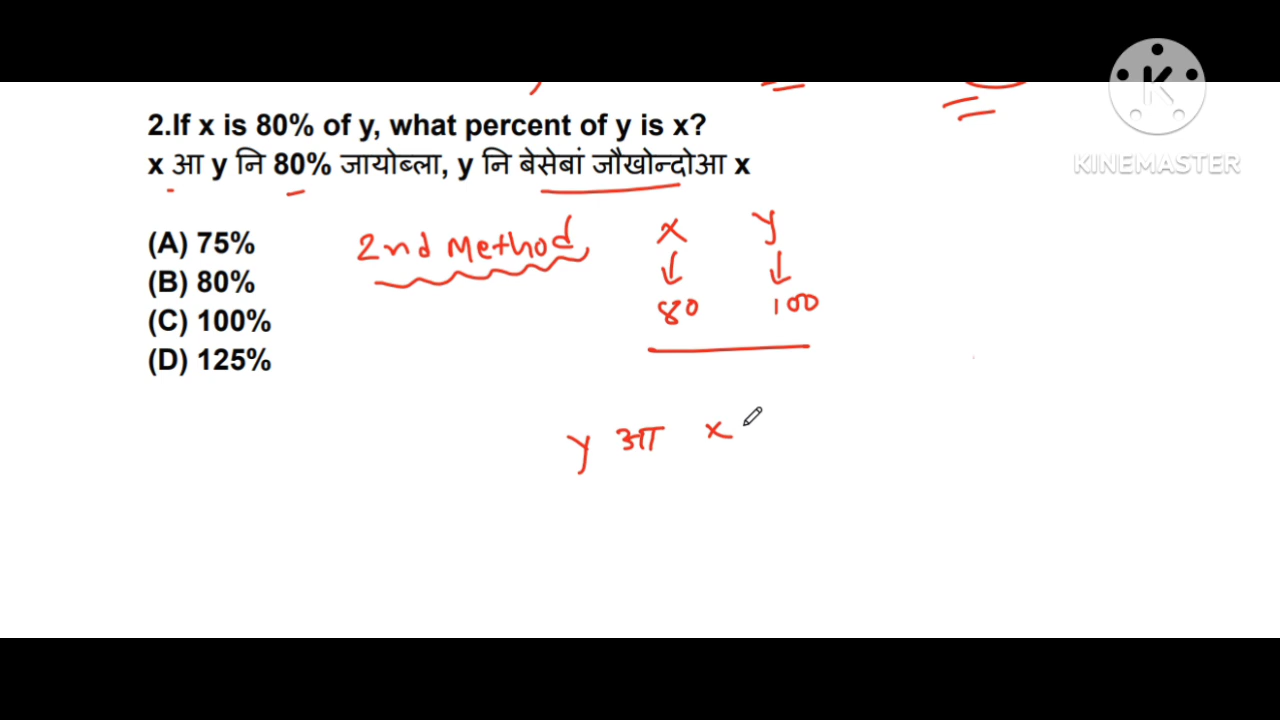 K
KINEMASTER
2.If x is 80% of y, what percent of y is x?
x आ y नि 80% जायोब्ला, y नि बेसेबां जौखोन्दोआ x
(A) 75%
(B) 80%
(C) 100%
(D) 125%
2nd Method
x y
80 100
y आ x